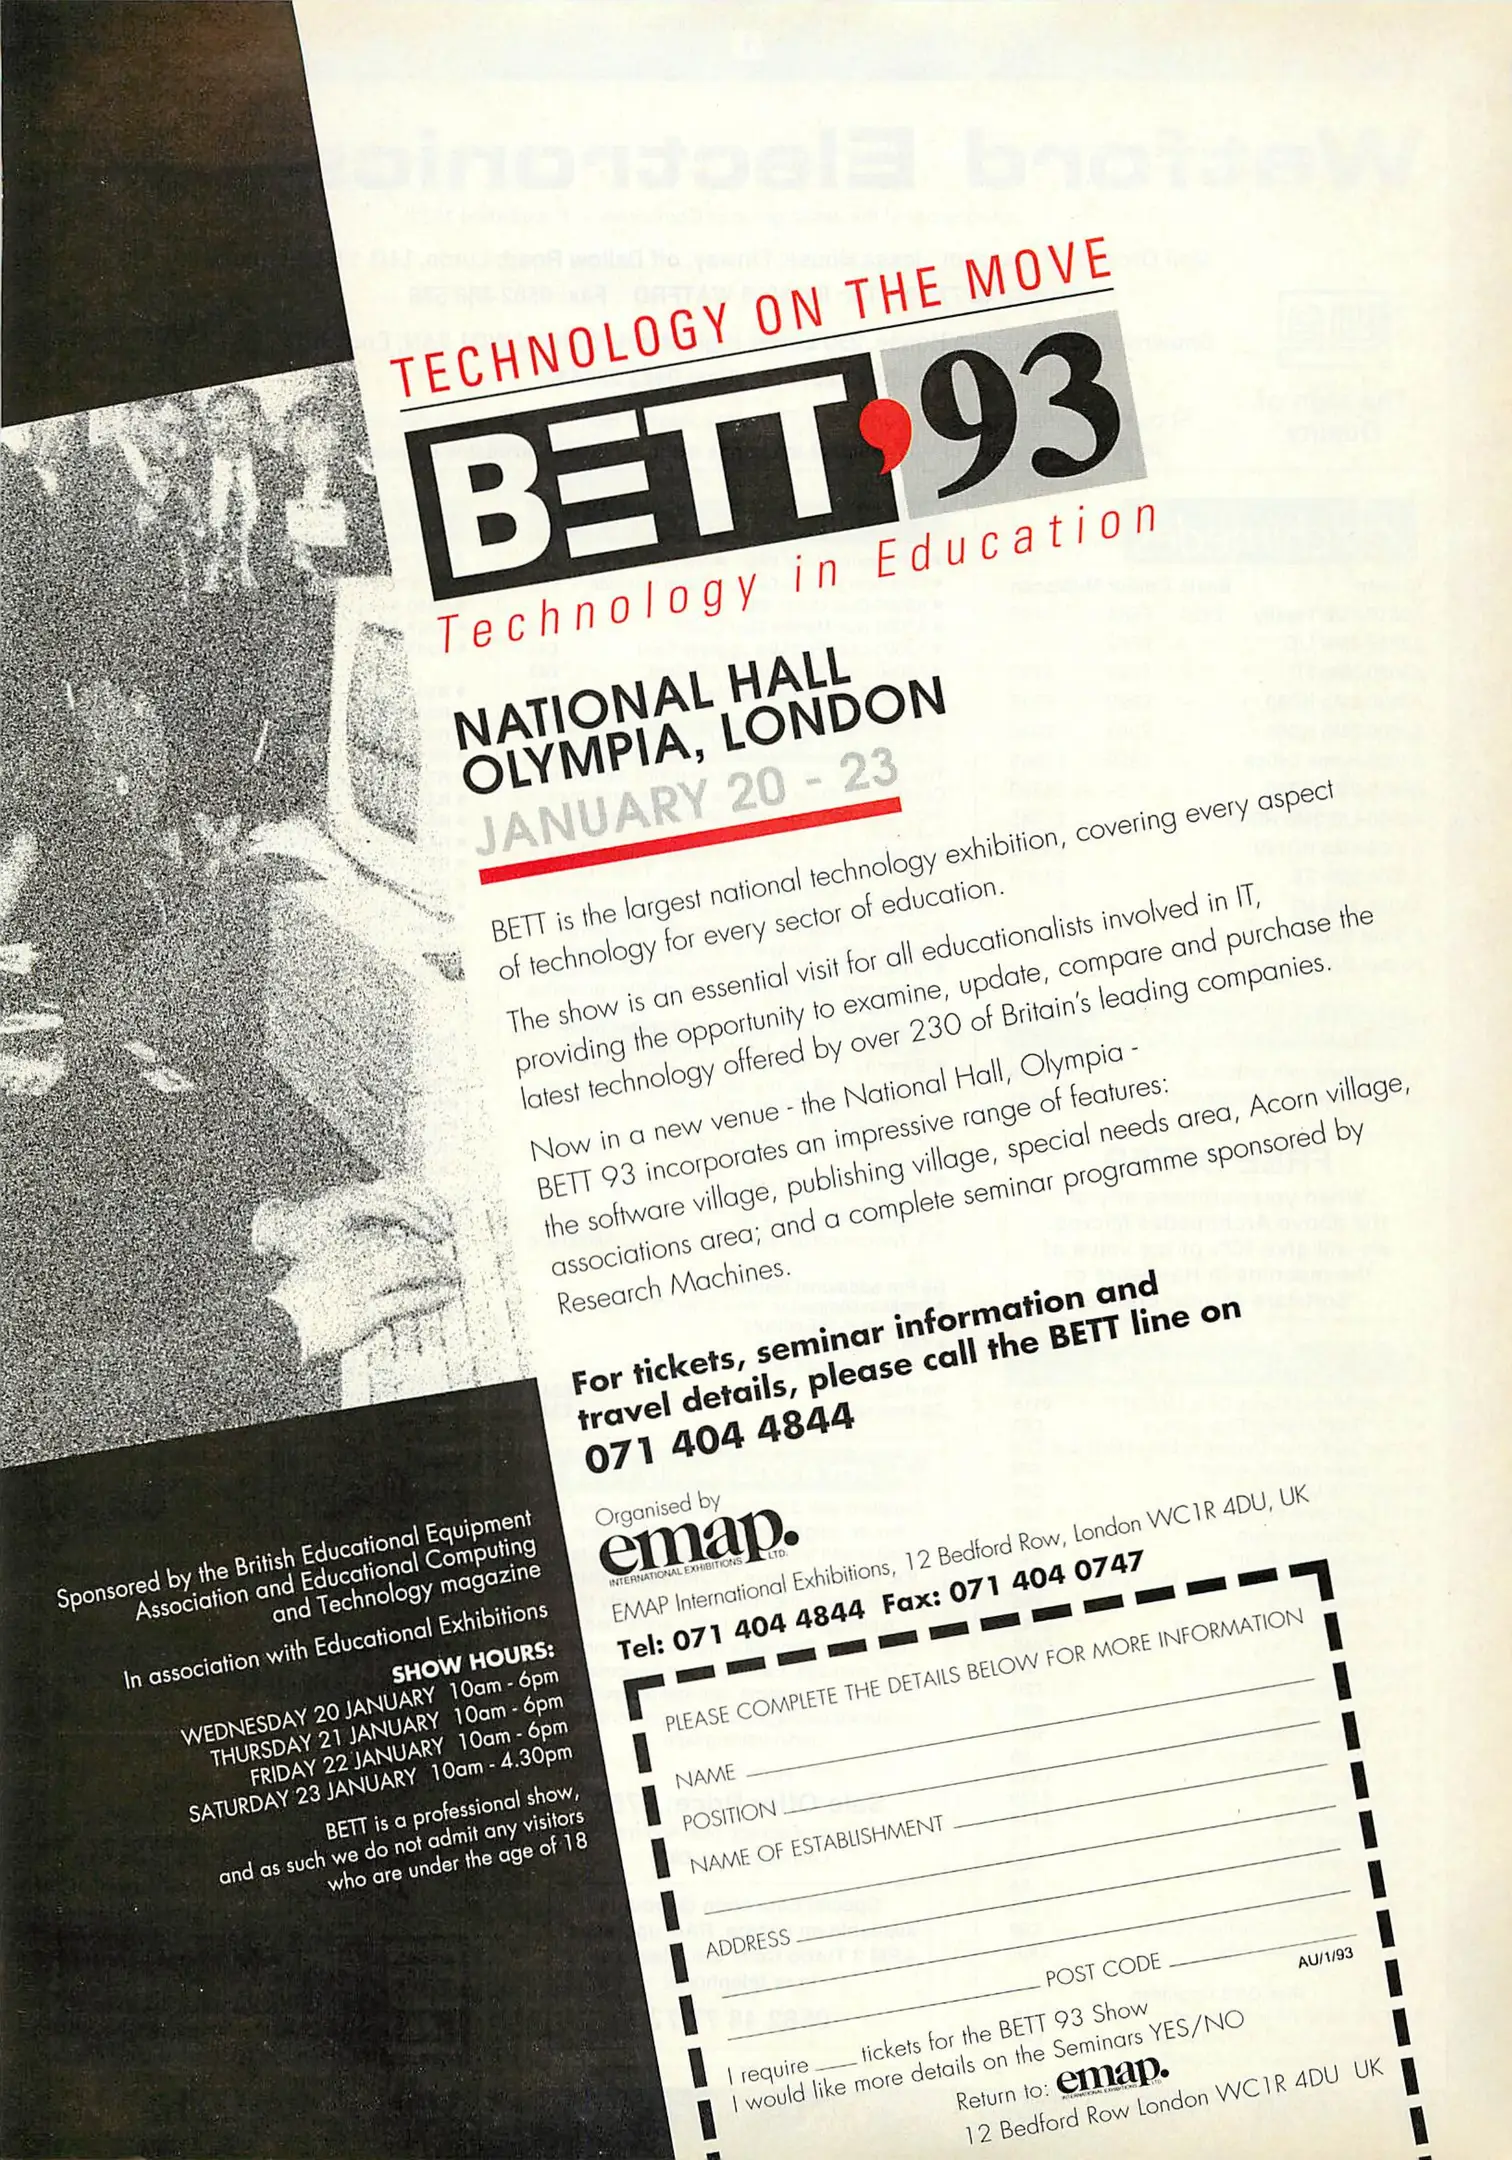 TECHNOLOGY ON THE MOVE
BETT'93
Technology in Education
NATIONAL HALL
OLYMPIA, LONDON
JANUARY 20 - 23
BETT is the largest national technology exhibition, covering every aspect
of technology for every sector of education.
The show is an essential visit for all educationalists involved in IT,
providing the opportunity to examine, update, compare and purchase the
latest technology offered by over 230 of Britain's leading companies.
Now in a new venue - the National Hall, Olympia -
BETT 93 incorporates an impressive range of features:
the software village, publishing village, special needs area, Acorn village,
associations area; and a complete seminar programme sponsored by
Research Machines.
For tickets, seminar information and
travel details, please call the BETT line on
071 404 4844
Organised by
emap.
INTERNATIONAL EXHIBITIONS LTD.
EMAP International Exhibitions, 12 Bedford Row, London WC1R 4DU, UK
Tel: 071 404 4844 Fax: 071 404 0747
Sponsored by the British Educational Equipment
Association and Educational Computing
and Technology magazine
In association with Educational Exhibitions
SHOW HOURS:
WEDNESDAY 20 JANUARY 10am - 6pm
THURSDAY 21 JANUARY 10am - 6pm
FRIDAY 22 JANUARY 10am - 6pm
SATURDAY 23 JANUARY 10am - 4.30pm
BETT is a professional show,
and as such we do not admit any visitors
who are under the age of 18
PLEASE COMPLETE THE DETAILS BELOW FOR MORE INFORMATION
NAME
POSITION
NAME OF ESTABLISHMENT
ADDRESS
POST CODE
AU/1/93
I require ___ tickets for the BETT 93 Show
I would like more details on the Seminars YES/NO
Return to: emap.
INTERNATIONAL EXHIBITIONS LTD.
12 Bedford Row London WC1R 4DU UK